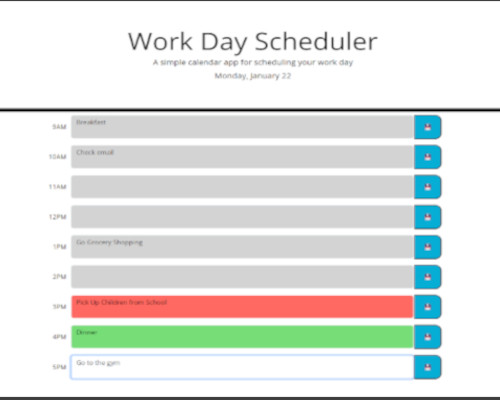 Work Day Scheduler
A simple calendar app for scheduling your work day
Monday, January 22
9AM Breakfast
10AM Check email
11AM
12PM
1PM Go Grocery Shopping
2PM
3PM Pick Up Children from School
4PM Dinner
5PM Go to the gym